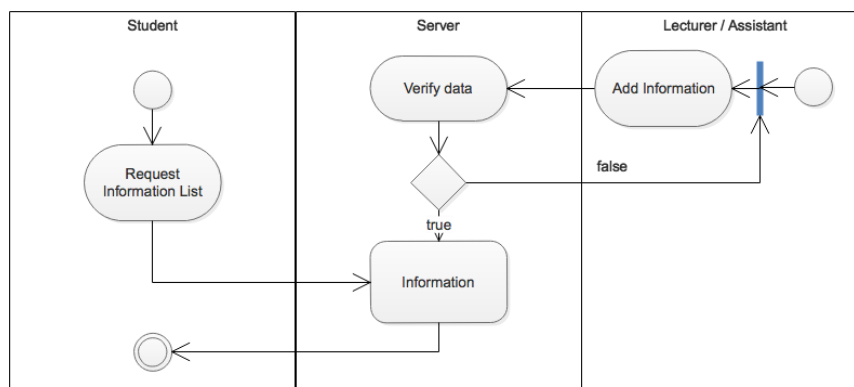 Student
Server
Lecturer / Assistant
Verify data
Add Information
Request
Information List
false
true
Information